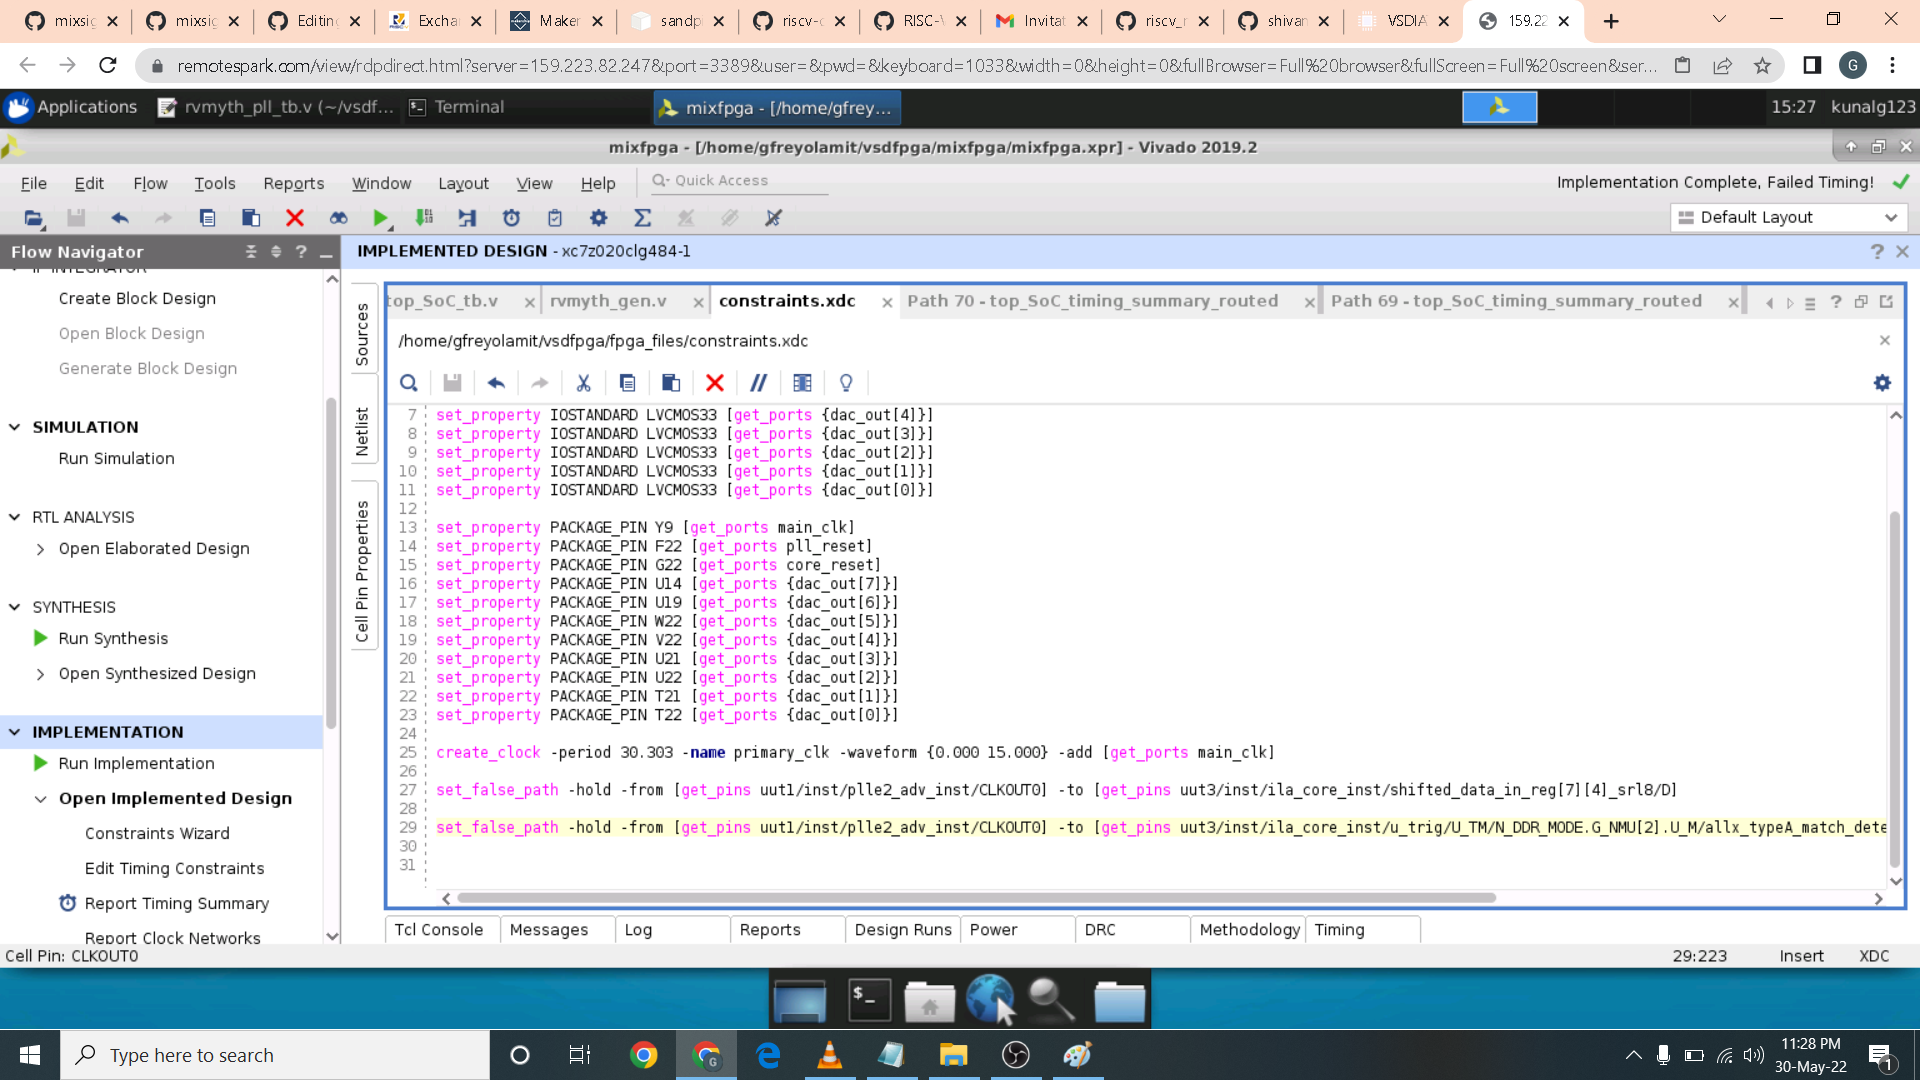 mixsig
mixsig
Editing
Exchan
Maker
sandp
riscv-c
RISC-V
Invitat
riscv_r
shivan
VSDIA
159.22
remotespark.com/view/rdpdirect.html?server=159.223.82.247&port=3389&user=&pwd=&keyboard=1033&width=0&height=0&fullBrowser=Full%20browser&fullScreen=Full%20screen&ser...
G
Applications
rvmyth_pll_tb.v (~/vsdf...
Terminal
mixfpga - [/home/gfrey...
15:27
kunalg123
mixfpga - [/home/gfreyolamit/vsdfpga/mixfpga/mixfpga.xpr] - Vivado 2019.2
File Edit Flow Tools Reports Window Layout View Help
Quick Access
Implementation Complete, Failed Timing!
Default Layout
Flow Navigator
IMPLEMENTED DESIGN - xc7z020clg484-1
IP INTEGRATOR
Create Block Design
Open Block Design
Generate Block Design
SIMULATION
Run Simulation
RTL ANALYSIS
Open Elaborated Design
SYNTHESIS
Run Synthesis
Open Synthesized Design
IMPLEMENTATION
Run Implementation
Open Implemented Design
Constraints Wizard
Edit Timing Constraints
Report Timing Summary
Report Clock Networks
Sources
Netlist
Cell Pin Properties
top_SoC_tb.v
rvmyth_gen.v
constraints.xdc
Path 70 - top_SoC_timing_summary_routed
Path 69 - top_SoC_timing_summary_routed
/home/gfreyolamit/vsdfpga/fpga_files/constraints.xdc
7 set_property IOSTANDARD LVCMOS33 [get_ports {dac_out[4]}]
8 set_property IOSTANDARD LVCMOS33 [get_ports {dac_out[3]}]
9 set_property IOSTANDARD LVCMOS33 [get_ports {dac_out[2]}]
10 set_property IOSTANDARD LVCMOS33 [get_ports {dac_out[1]}]
11 set_property IOSTANDARD LVCMOS33 [get_ports {dac_out[0]}]
12
13 set_property PACKAGE_PIN Y9 [get_ports main_clk]
14 set_property PACKAGE_PIN F22 [get_ports pll_reset]
15 set_property PACKAGE_PIN G22 [get_ports core_reset]
16 set_property PACKAGE_PIN U14 [get_ports {dac_out[7]}]
17 set_property PACKAGE_PIN U19 [get_ports {dac_out[6]}]
18 set_property PACKAGE_PIN W22 [get_ports {dac_out[5]}]
19 set_property PACKAGE_PIN V22 [get_ports {dac_out[4]}]
20 set_property PACKAGE_PIN U21 [get_ports {dac_out[3]}]
21 set_property PACKAGE_PIN U22 [get_ports {dac_out[2]}]
22 set_property PACKAGE_PIN T21 [get_ports {dac_out[1]}]
23 set_property PACKAGE_PIN T22 [get_ports {dac_out[0]}]
24
25 create_clock -period 30.303 -name primary_clk -waveform {0.000 15.000} -add [get_ports main_clk]
26
27 set_false_path -hold -from [get_pins uut1/inst/plle2_adv_inst/CLKOUT0] -to [get_pins uut3/inst/ila_core_inst/shifted_data_in_reg[7][4]_srl8/D]
28
29 set_false_path -hold -from [get_pins uut1/inst/plle2_adv_inst/CLKOUT0] -to [get_pins uut3/inst/ila_core_inst/u_trig/U_TM/N_DDR_MODE.G_NMU[2].U_M/allx_typeA_match_dete
30
31
Tcl Console Messages Log Reports Design Runs Power DRC Methodology Timing
Cell Pin: CLKOUT0
29:223 Insert XDC
Type here to search
11:28 PM
30-May-22
1